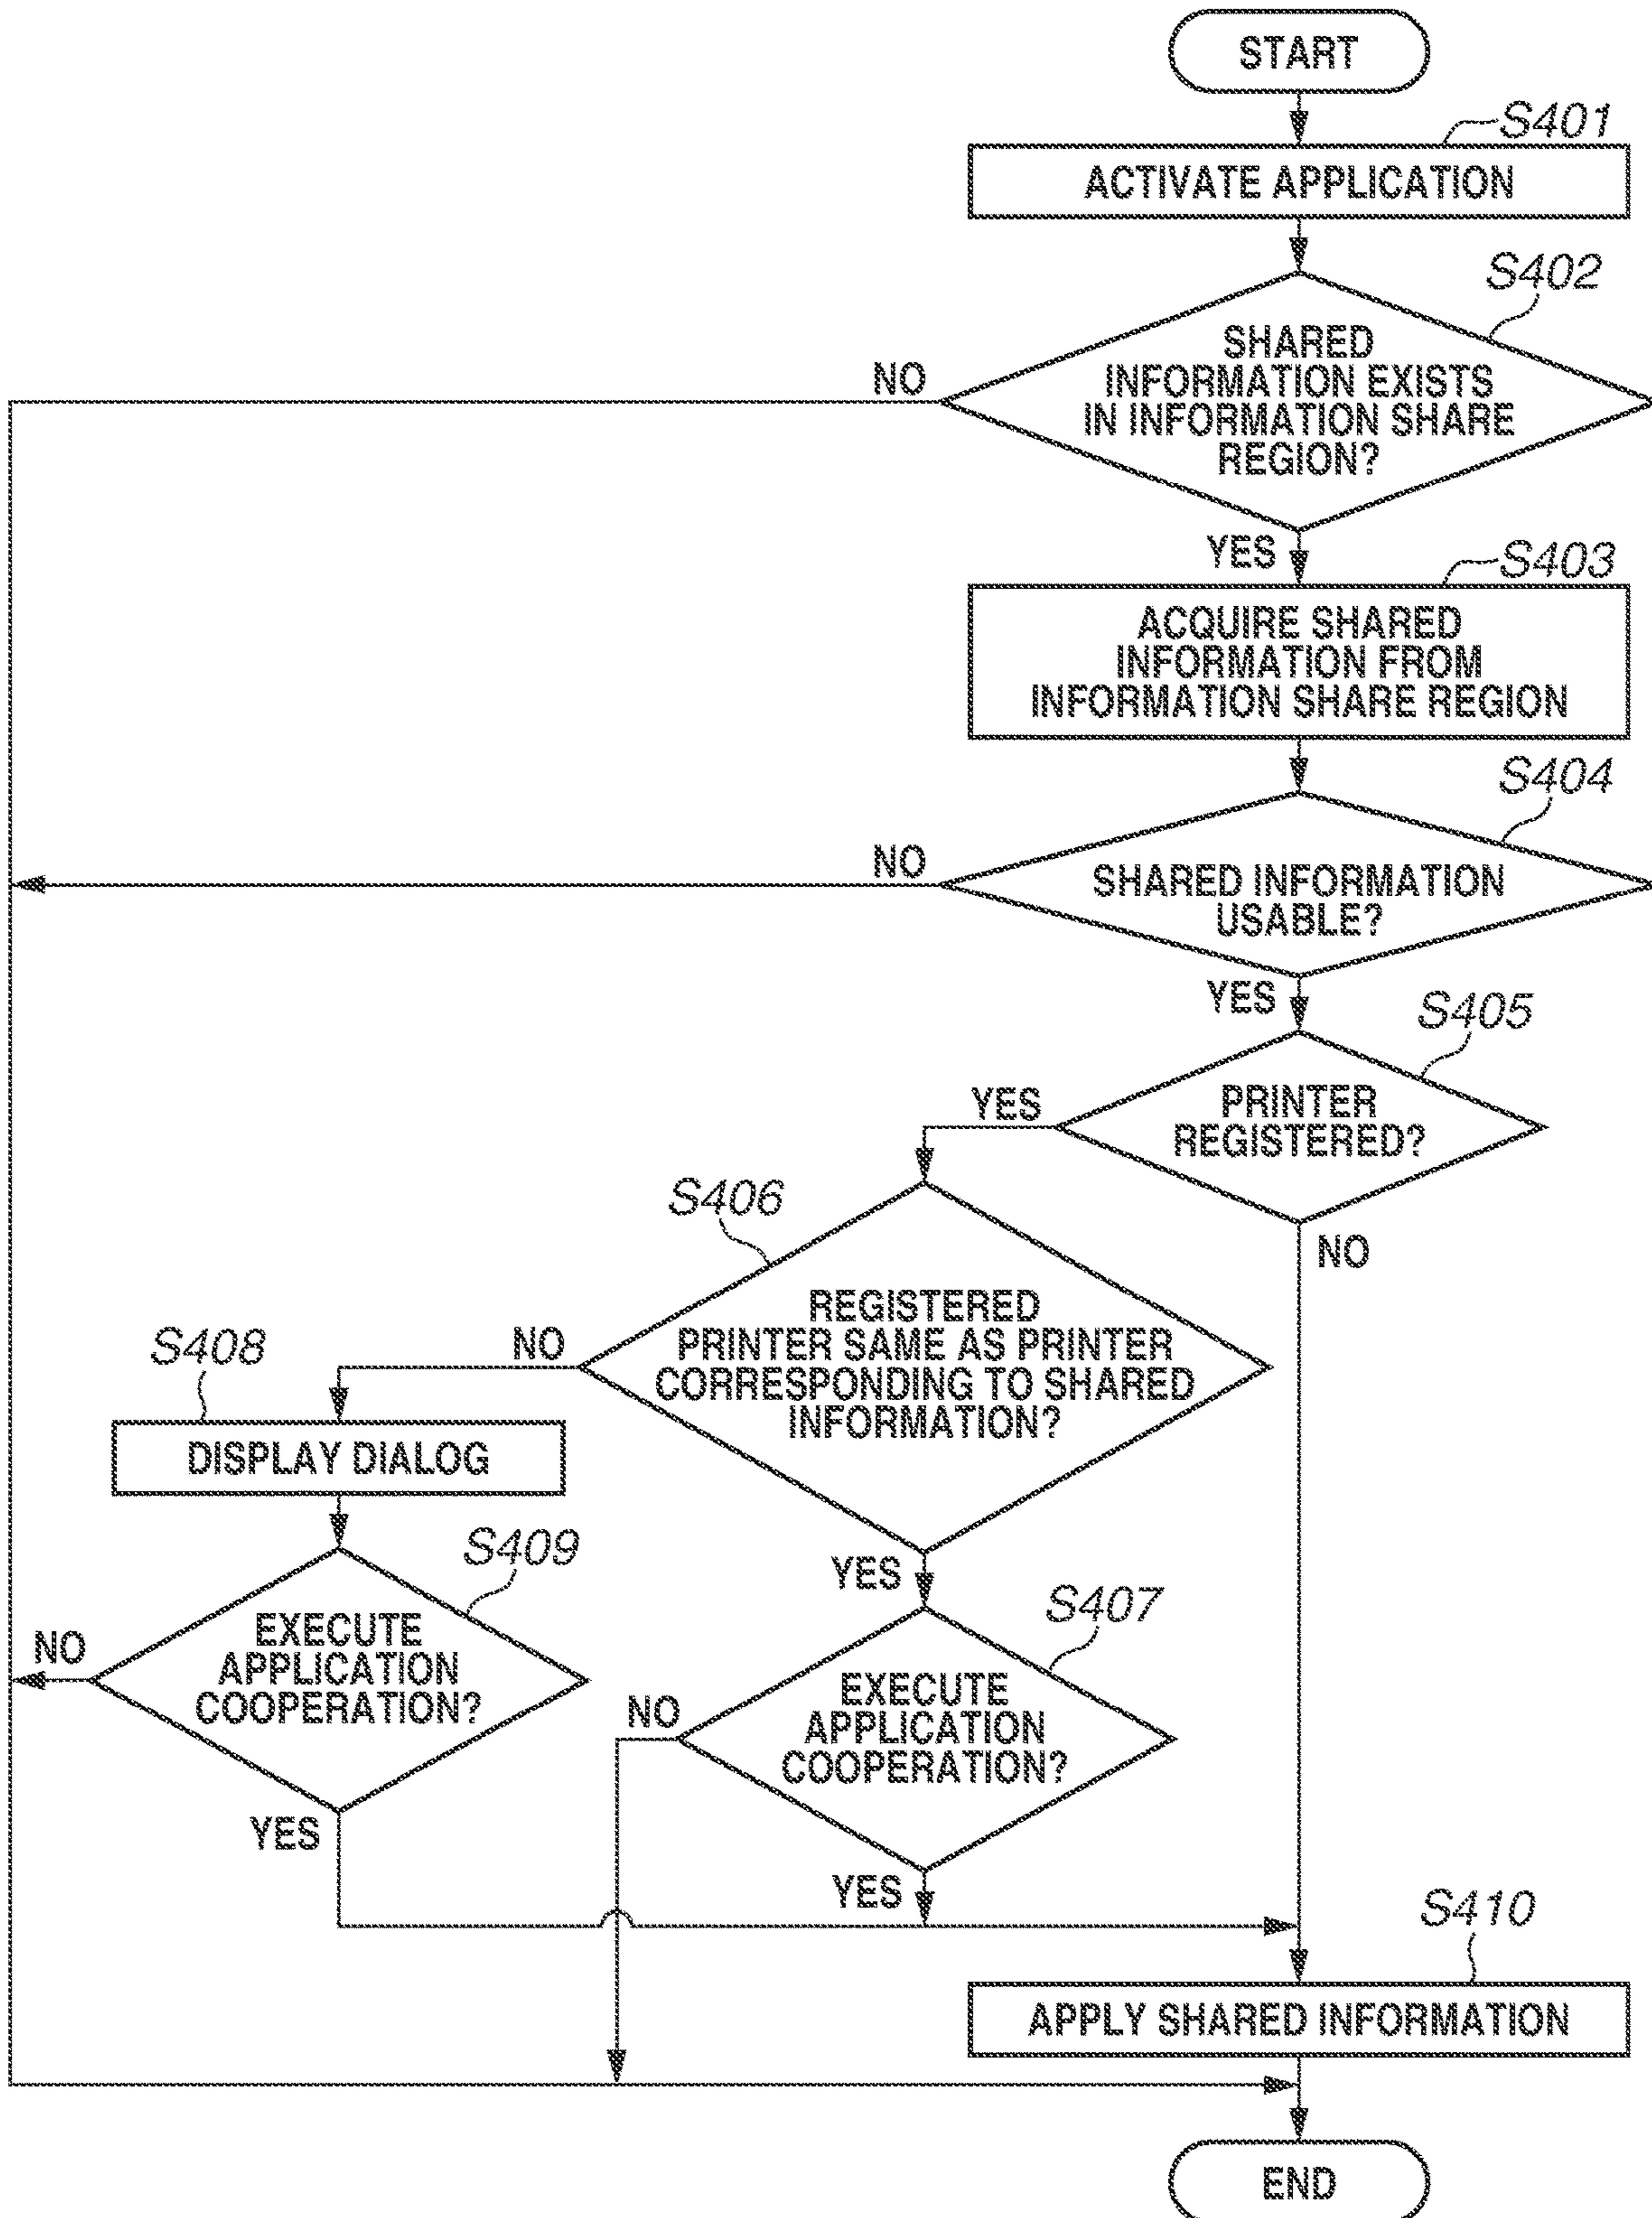 START
S401
ACTIVATE APPLICATION
S402
SHARED
INFORMATION EXISTS
IN INFORMATION SHARE
REGION?
NO
YES
S403
ACQUIRE SHARED
INFORMATION FROM
INFORMATION SHARE REGION
S404
NO
SHARED INFORMATION
USABLE?
YES
S405
YES
PRINTER
REGISTERED?
NO
S406
REGISTERED
PRINTER SAME AS PRINTER
CORRESPONDING TO SHARED
INFORMATION?
NO
S408
DISPLAY DIALOG
YES
S409
EXECUTE
APPLICATION
COOPERATION?
NO
YES
S407
EXECUTE
APPLICATION
COOPERATION?
NO
YES
S410
APPLY SHARED INFORMATION
END